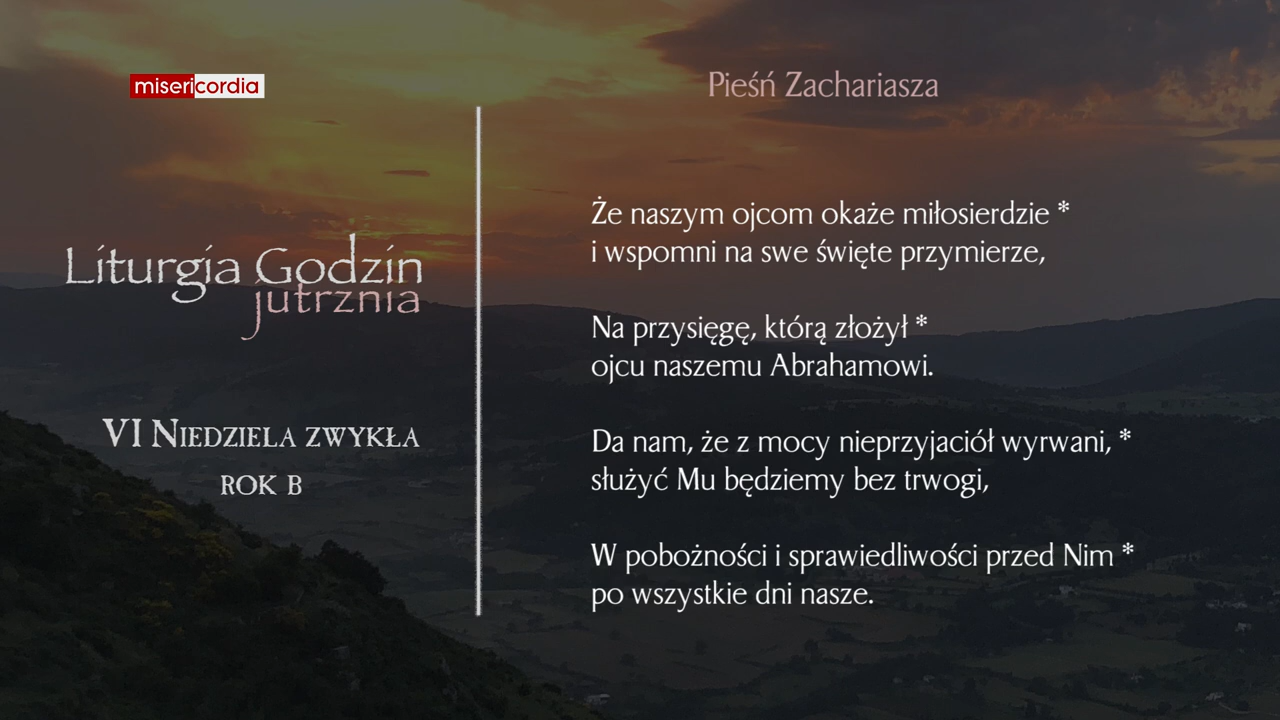 misericordia
Liturgia Godzin
jutrznia
VI Niedziela zwykła
rok B
Pieśń Zachariasza
Że naszym ojcom okaże miłosierdzie *
i wspomni na swe święte przymierze,
Na przysięgę, którą złożył *
ojcu naszemu Abrahamowi.
Da nam, że z mocy nieprzyjaciół wyrwani, *
służyć Mu będziemy bez trwogi,
W pobożności i sprawiedliwości przed Nim *
po wszystkie dni nasze.